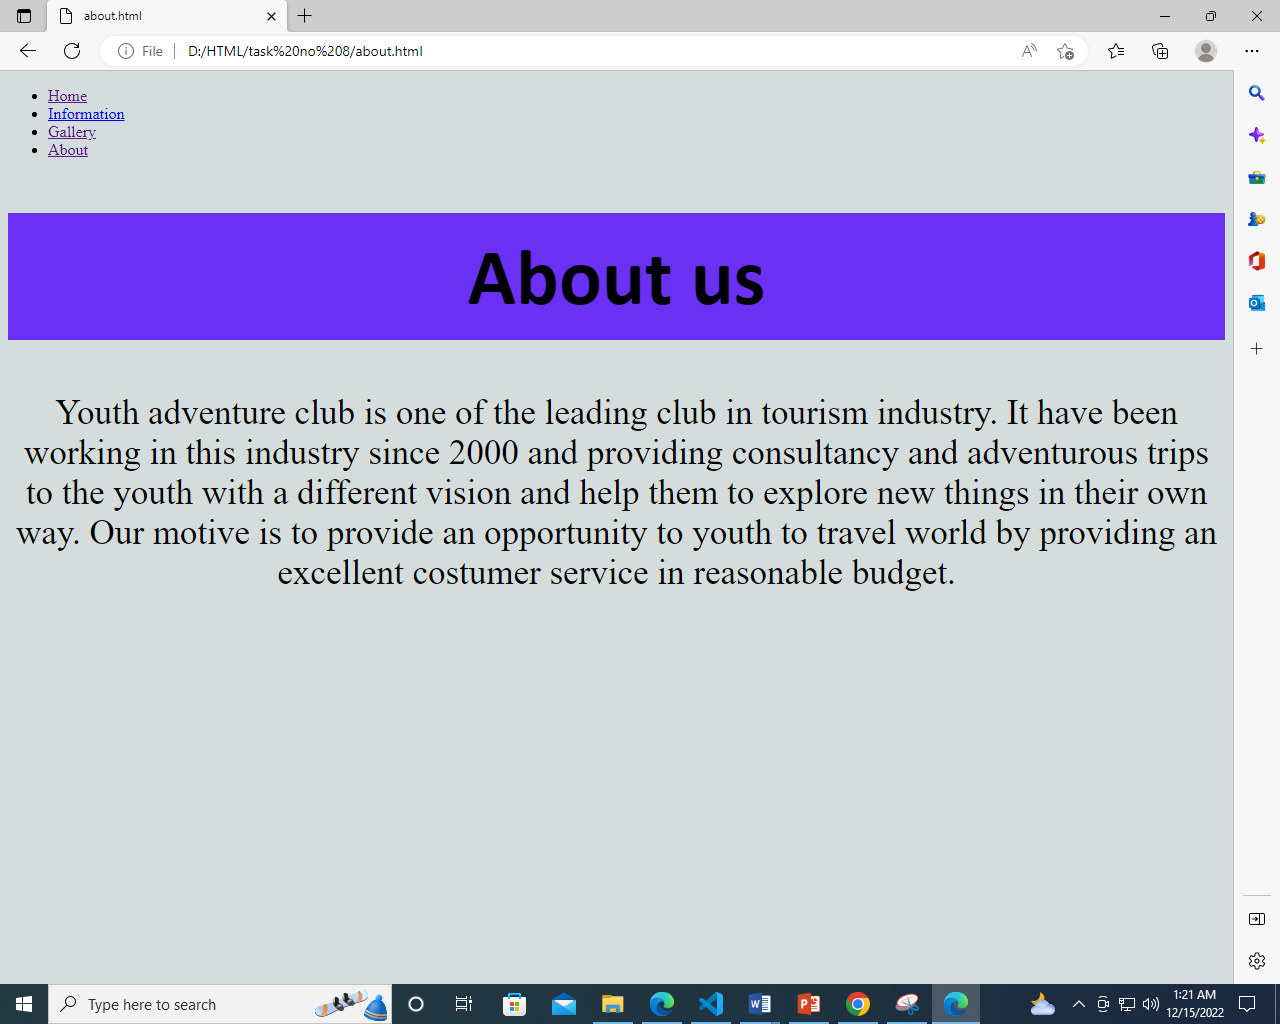 about.html
File
D:/HTML/task%20no%208/about.html
Home
Information
Gallery
About
About us
Youth adventure club is one of the leading club in tourism industry. It have been
working in this industry since 2000 and providing consultancy and adventurous trips
to the youth with a different vision and help them to explore new things in their own
way. Our motive is to provide an opportunity to youth to travel world by providing an
excellent costumer service in reasonable budget.
Type here to search
1:21 AM
12/15/2022